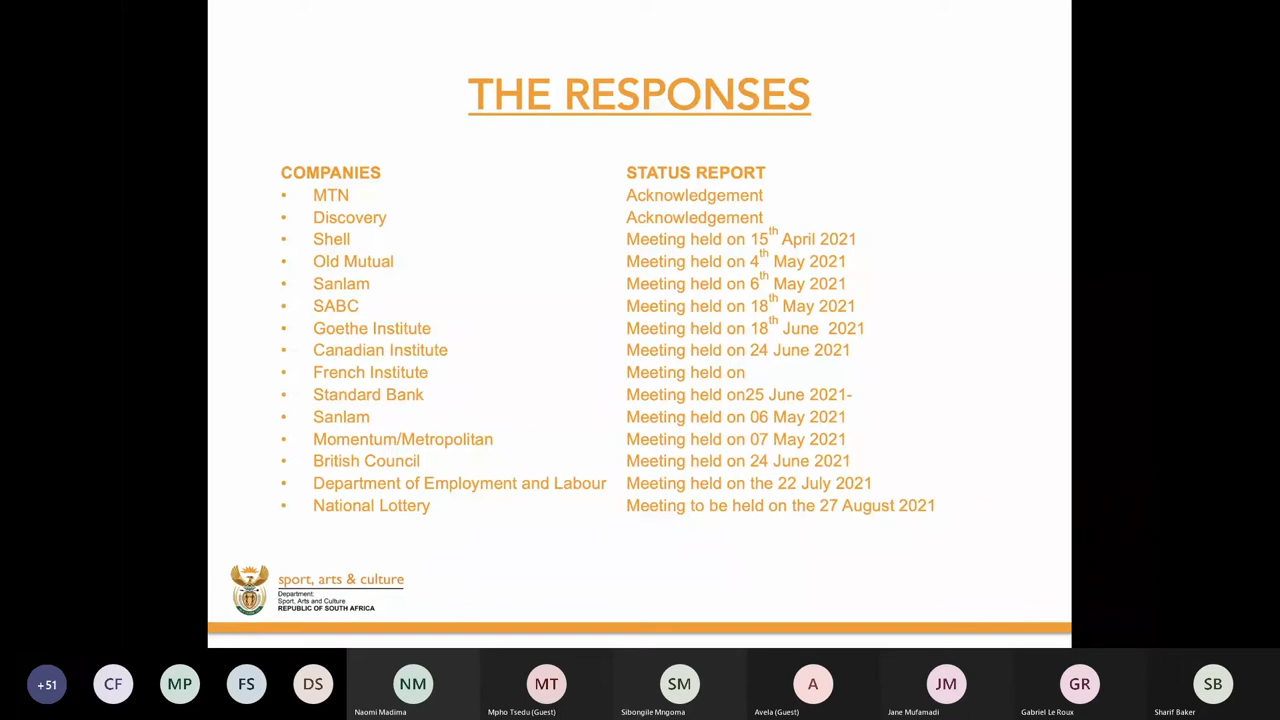 THE RESPONSES
COMPANIES STATUS REPORT
• MTN Acknowledgement
• Discovery Acknowledgement
• Shell Meeting held on 15th April 2021
• Old Mutual Meeting held on 4th May 2021
• Sanlam Meeting held on 6th May 2021
• SABC Meeting held on 18th May 2021
• Goethe Institute Meeting held on 18th June 2021
• Canadian Institute Meeting held on 24 June 2021
• French Institute Meeting held on
• Standard Bank Meeting held on25 June 2021-
• Sanlam Meeting held on 06 May 2021
• Momentum/Metropolitan Meeting held on 07 May 2021
• British Council Meeting held on 24 June 2021
• Department of Employment and Labour Meeting held on the 22 July 2021
• National Lottery Meeting to be held on the 27 August 2021
sport, arts & culture
Department:
Sport, Arts and Culture
REPUBLIC OF SOUTH AFRICA
+51 CF MP FS DS NM MT SM A JM GR SB
Naomi Madima Mpho Tsedu (Guest) Sibongile Mngoma Avela (Guest) Jane Mufamadi Gabriel Le Roux Sharif Baker